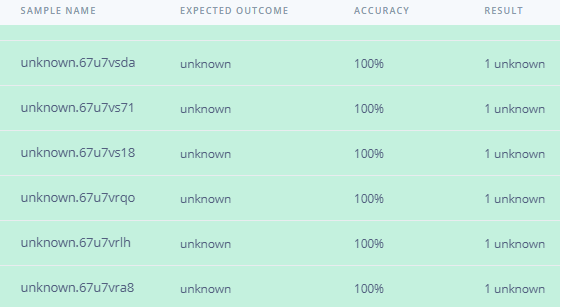 SAMPLE NAME EXPECTED OUTCOME ACCURACY RESULT
unknown.67u7vsda unknown 100% 1 unknown
unknown.67u7vs71 unknown 100% 1 unknown
unknown.67u7vs18 unknown 100% 1 unknown
unknown.67u7vrqo unknown 100% 1 unknown
unknown.67u7vrlh unknown 100% 1 unknown
unknown.67u7vra8 unknown 100% 1 unknown